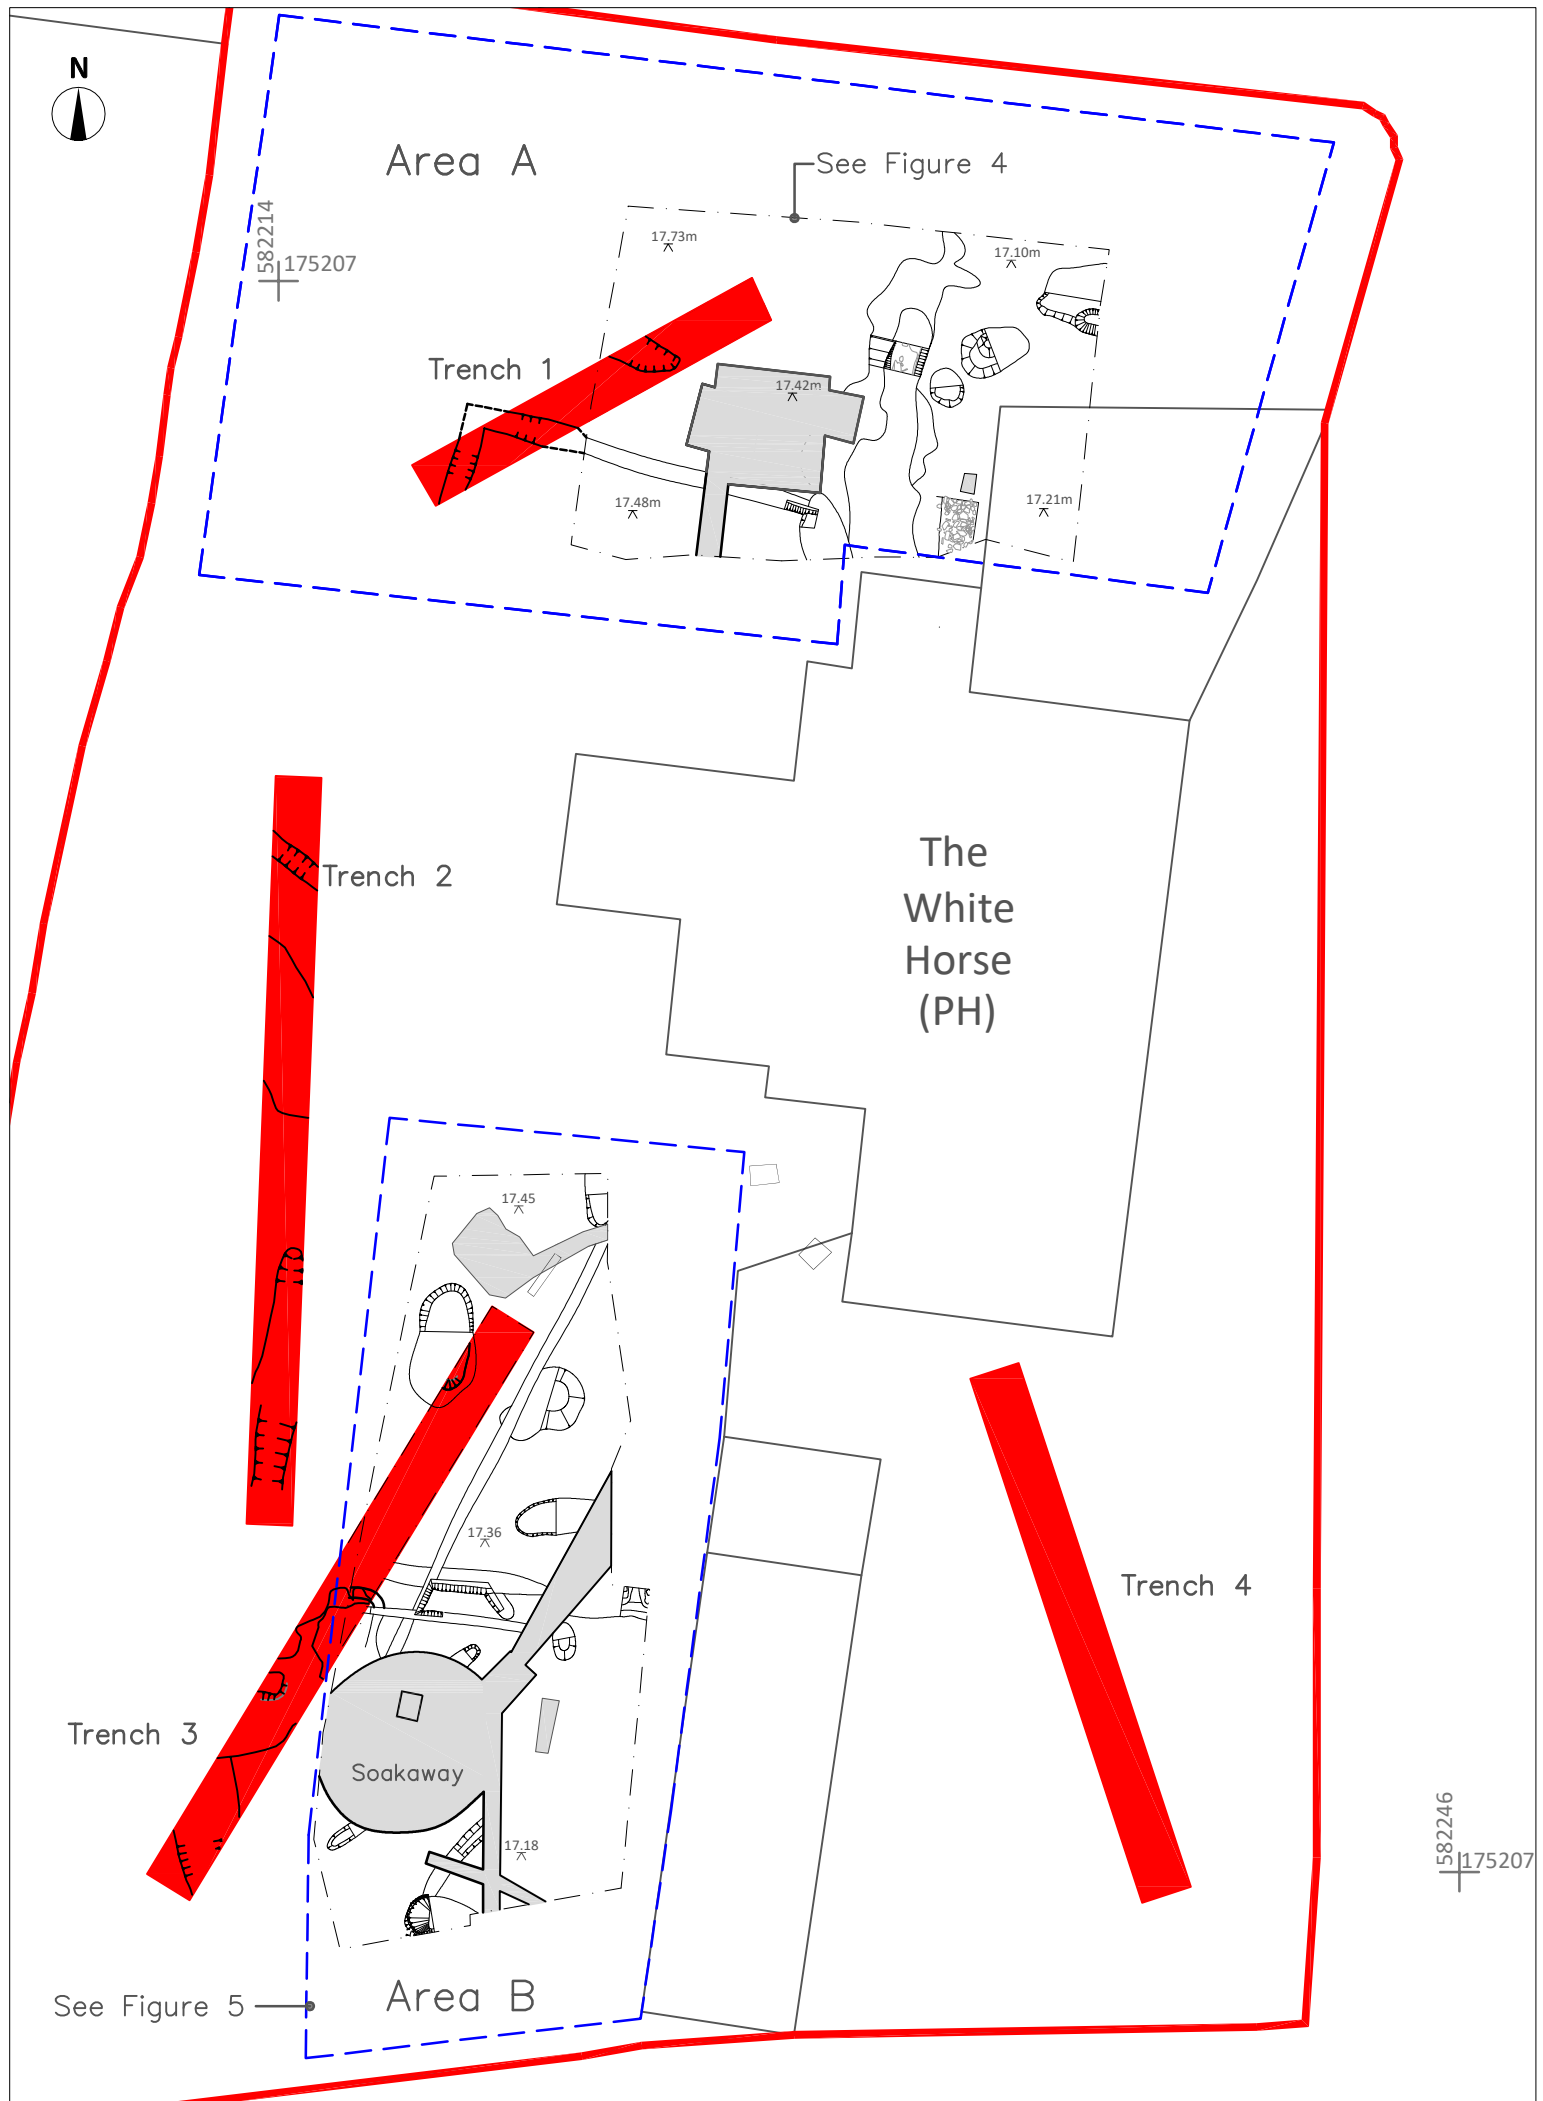 N
Area A
See Figure 4
582214
175207
17.73m
17.10m
Trench 1
17.42m
17.48m
17.21m
Trench 2
The
White
Horse
(PH)
17.45
17.36
Trench 4
Trench 3
Soakaway
17.18
582246
175207
See Figure 5
Area B